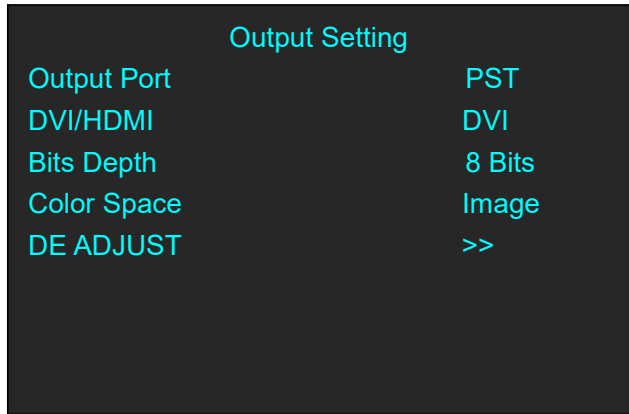 Output Setting
Output Port PST
DVI/HDMI DVI
Bits Depth 8 Bits
Color Space Image
DE ADJUST >>